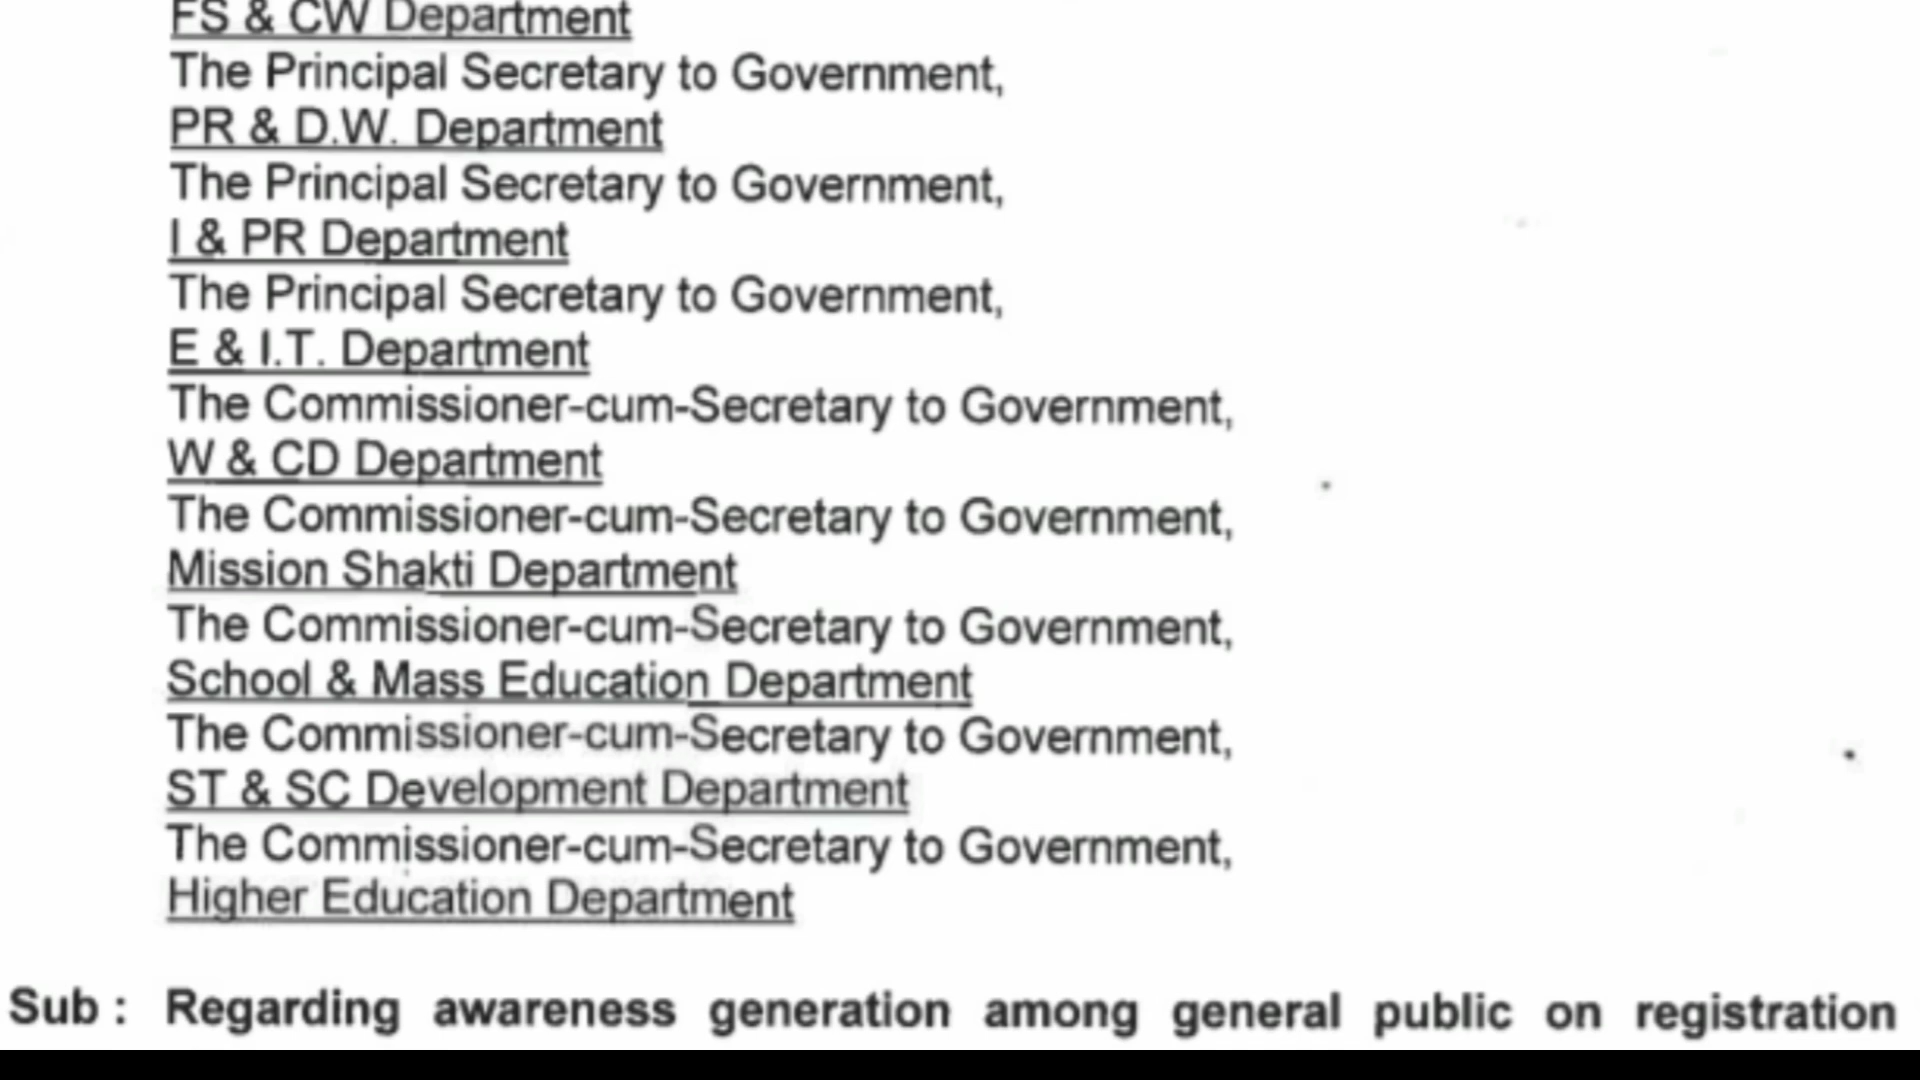 FS & CW Department
The Principal Secretary to Government,
PR & D.W. Department
The Principal Secretary to Government,
I & PR Department
The Principal Secretary to Government,
E & I.T. Department
The Commissioner-cum-Secretary to Government,
W & CD Department
The Commissioner-cum-Secretary to Government,
Mission Shakti Department
The Commissioner-cum-Secretary to Government,
School & Mass Education Department
The Commissioner-cum-Secretary to Government,
ST & SC Development Department
The Commissioner-cum-Secretary to Government,
Higher Education Department
Sub : Regarding awareness generation among general public on registration